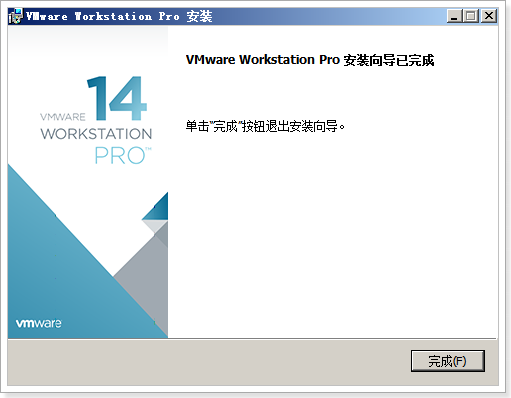 VMware Workstation Pro 安装
VMware Workstation Pro 安装向导已完成
14
VMWARE
WORKSTATION
PRO™
单击"完成"按钮退出安装向导。
vmware
完成(F)